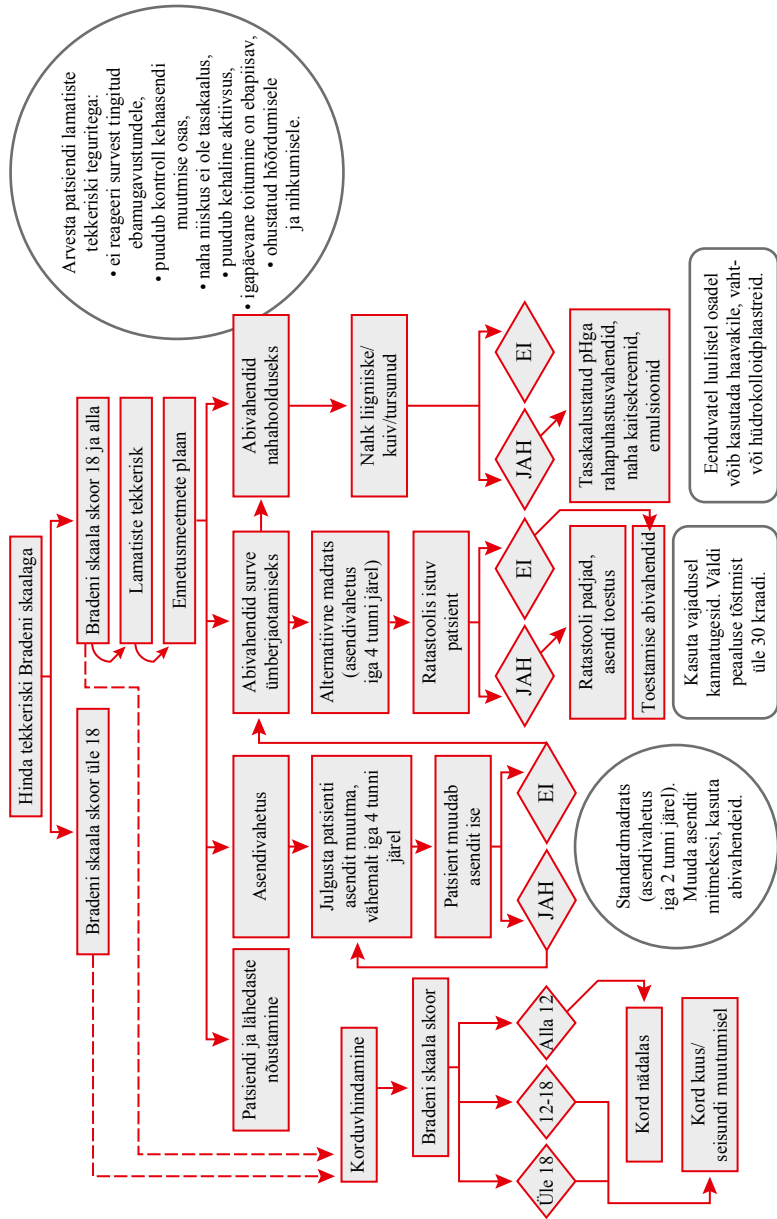 Hinda tekkeriski Bradeni skaalaga
Bradeni skaala skoor üle 18
Bradeni skaala skoor 18 ja alla
Lamatiste tekkerisk
Ennetusmeetmete plaan
Arvesta patsiendi lamatiste
tekkeriski teguritega:
• ei reageeri survest tingitud
ebamugavustundele,
• puudub kontroll kehaasendi
muutmise osas,
• naha niiskus ei ole tasakaalus,
• puudub kehaline aktiivsus,
• igapäevane toitumine on ebapiisav,
• ohustatud hõõrdumisele
ja nihkumisele.
Patsiendi ja lähedaste
nõustamine
Asendivahetus
Abivahendid surve
ümberjaotamiseks
Abivahendid
nahahoolduseks
Korduvhindamine
Bradeni skaala skoor
Üle 18
12-18
Alla 12
Kord nädalas
Kord kuus/
seisundi muutumisel
Julgusta patsienti
asendit muutma,
vähemalt iga 4 tunni
järel
Patsient muudab
asendit ise
JAH
EI
Standardmadrats
(asendivahetus
iga 2 tunni järel).
Muuda asendit
mitmekesi, kasuta
abivahendeid.
Alternatiivne madrats
(asendivahetus
iga 4 tunni järel)
Ratastoolis istuv
patsient
JAH
EI
Ratastooli padjad,
asendi toestus
Toestamise abivahendid
Kasuta vajadusel
kannatugesid. Väldi
peaaluse tõstmist
üle 30 kraadi.
Nahk liigniiske/
kuiv/tursunud
JAH
EI
Tasakaalustatud pHga
rahapuhastusvahendid,
naha kaitsekreemid,
emulsioonid
Eenduvatel luulistel osadel
võib kasutada haavakile, vaht-
või hüdrokolloidplaastreid.